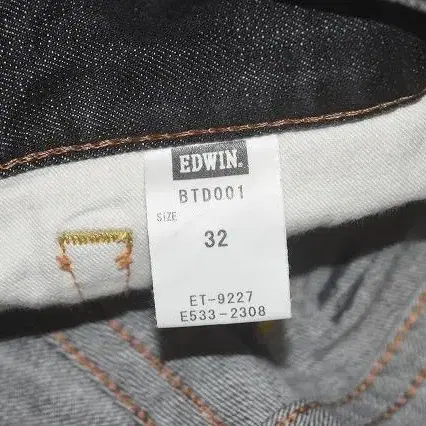 EDWIN.
BTD001
SIZE
32
ET-9227
E533-2308